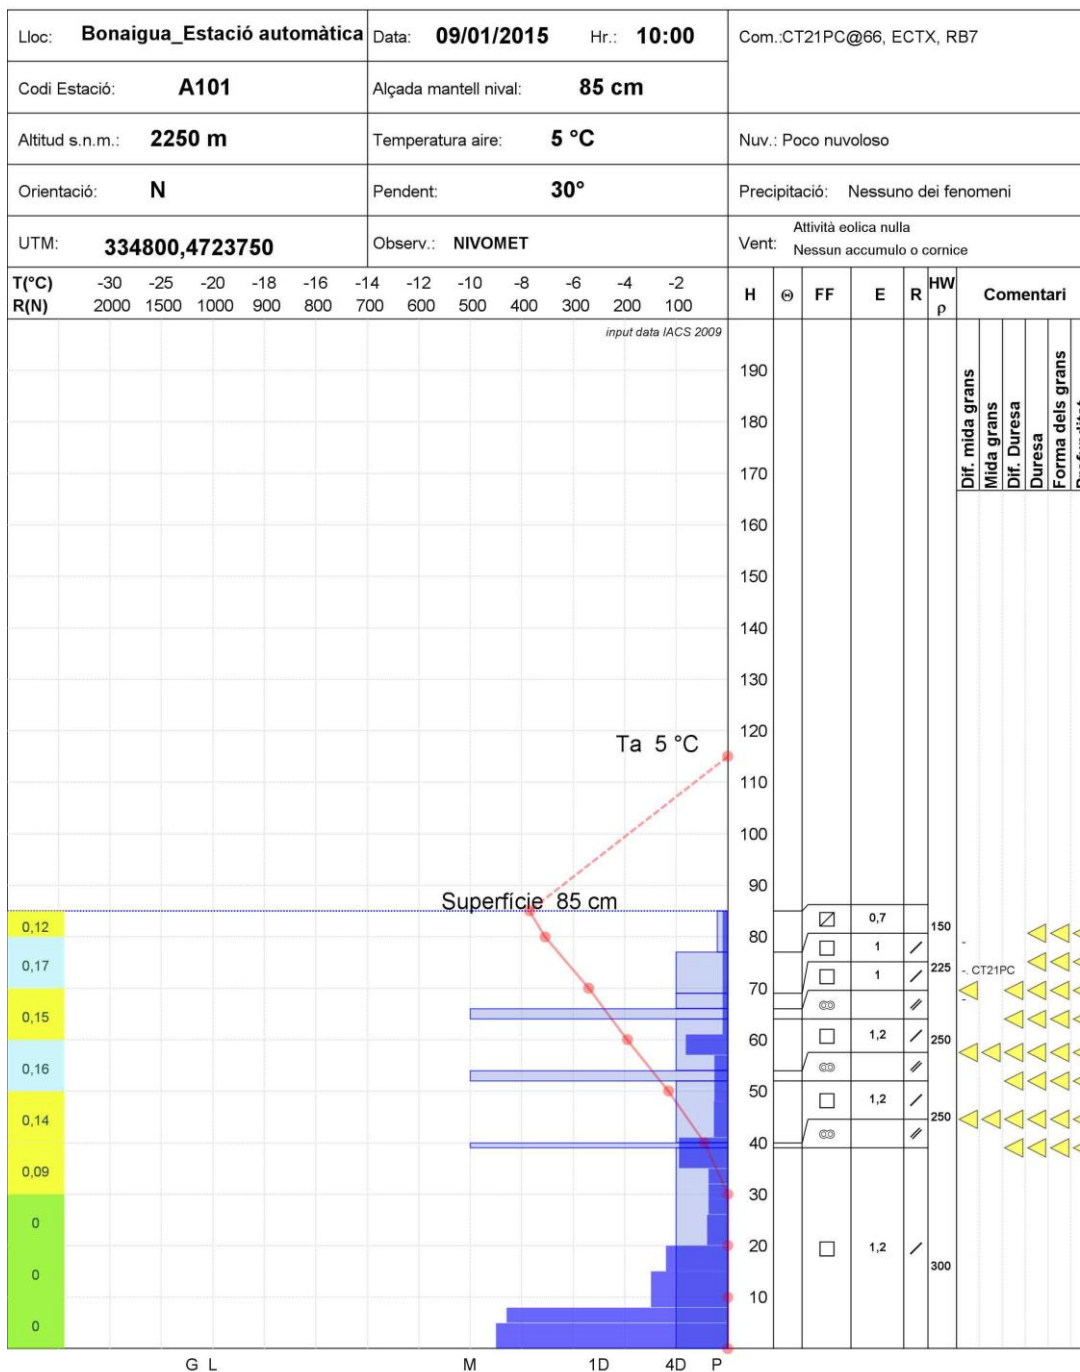 Lloc: Bonaigua_Estació automàtica Data: 09/01/2015 Hr.: 10:00 Com.:CT21PC@66, ECTX, RB7
Codi Estació: A101 Alçada mantell nival: 85 cm
Altitud s.n.m.: 2250 m Temperatura aire: 5 °C Nuv.: Poco nuvoloso
Orientació: N Pendent: 30° Precipitació: Nessuno dei fenomeni
UTM: 334800,4723750 Observ.: NIVOMET Vent: Attività eolica nulla
Nessun accumulo o cornice
T(°C) -30 -25 -20 -18 -16 -14 -12 -10 -8 -6 -4 -2
R(N) 2000 1500 1000 900 800 700 600 500 400 300 200 100
H Θ FF E R HW ρ Comentari
input data IACS 2009
Dif. mida grans
Mida grans
Dif. Duresa
Duresa
Forma dels grans
190
180
170
160
150
140
130
120
Ta 5 °C
110
100
90
Superfície 85 cm
0,12 80 0,7 150
1 -
0,17 70 1 225 -. CT21PC
-
0,15 60 1,2 250
0,16 50
0,14 40 1,2 250
0,09 30
0 20 1,2 300
0 10
0
G L M 1D 4D P